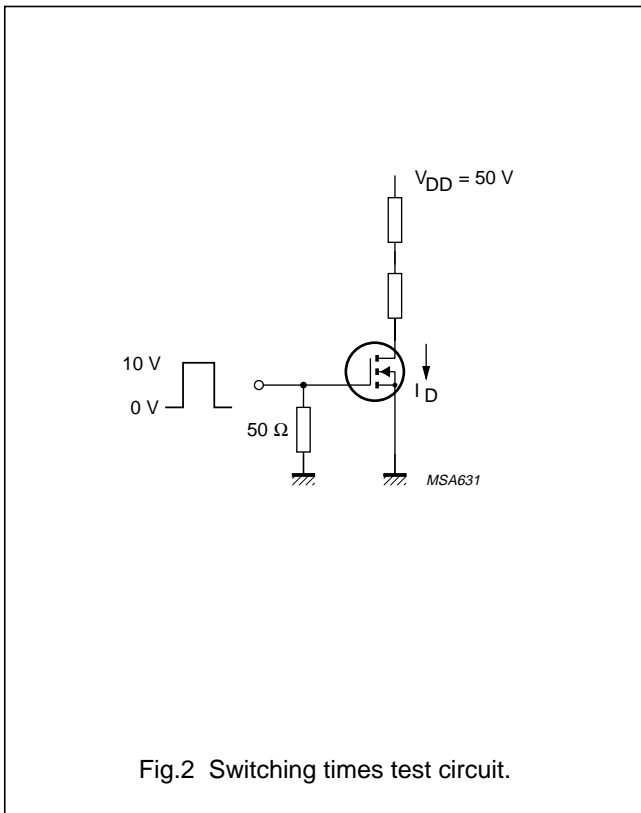 V_DD = 50 V
10 V
0 V
50 Ω
I_D
MSA631
Fig.2 Switching times test circuit.